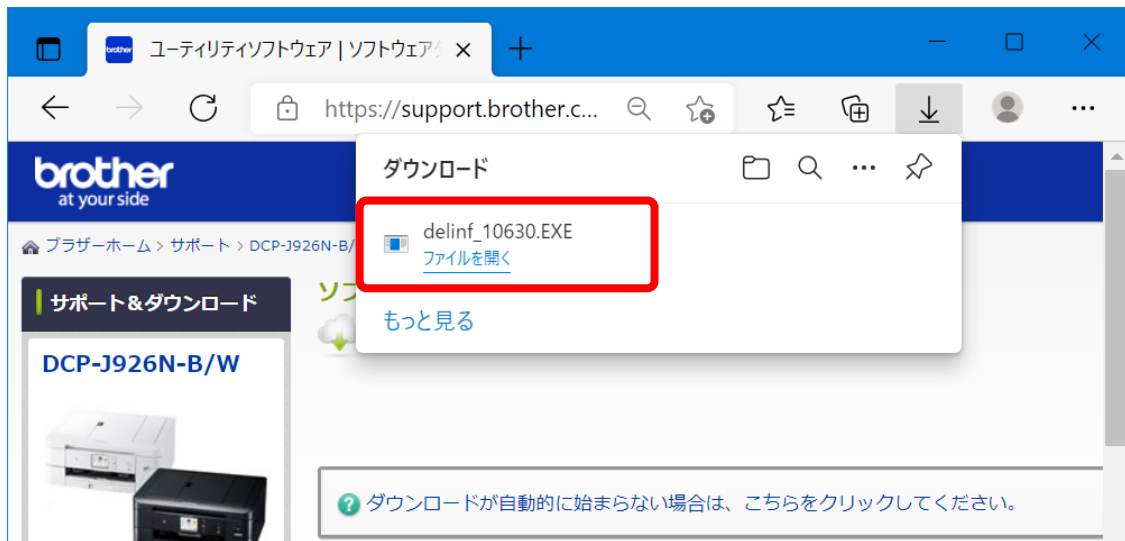 brother ユーティリティソフトウェア | ソフトウェア
https://support.brother.c...
ダウンロード
brother
at your side
delinf_10630.EXE
ファイルを開く
ブラザーホーム > サポート > DCP-J926N-B/
もっと見る
サポート&ダウンロード
ソフ
DCP-J926N-B/W
ダウンロードが自動的に始まらない場合は、こちらをクリックしてください。